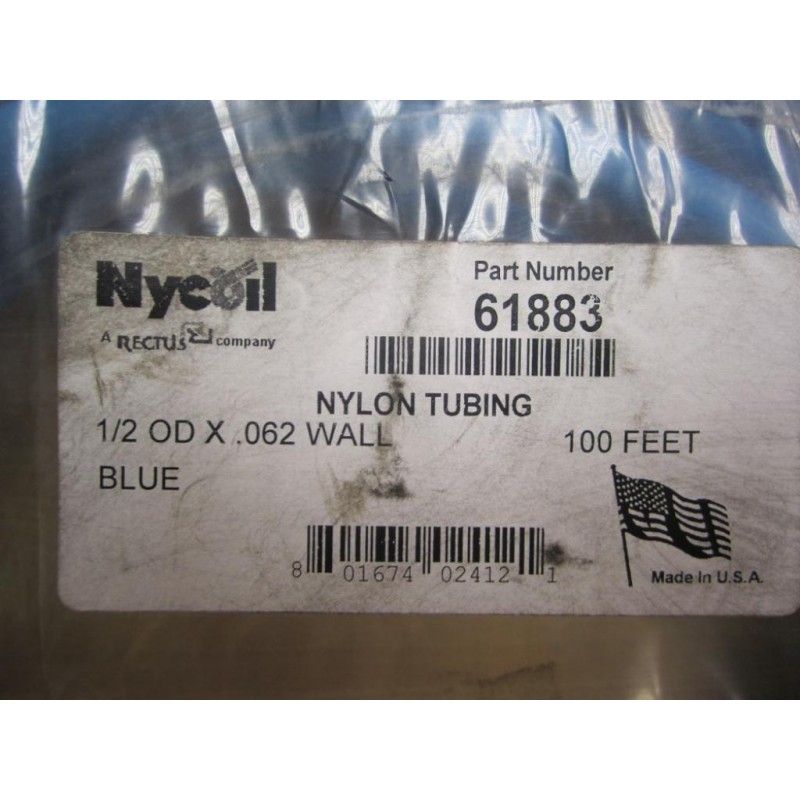 Nycoil
A RECTUS company
Part Number
61883
NYLON TUBING
1/2 OD X .062 WALL
100 FEET
BLUE
8 01674 02412 1
Made In U.S.A.